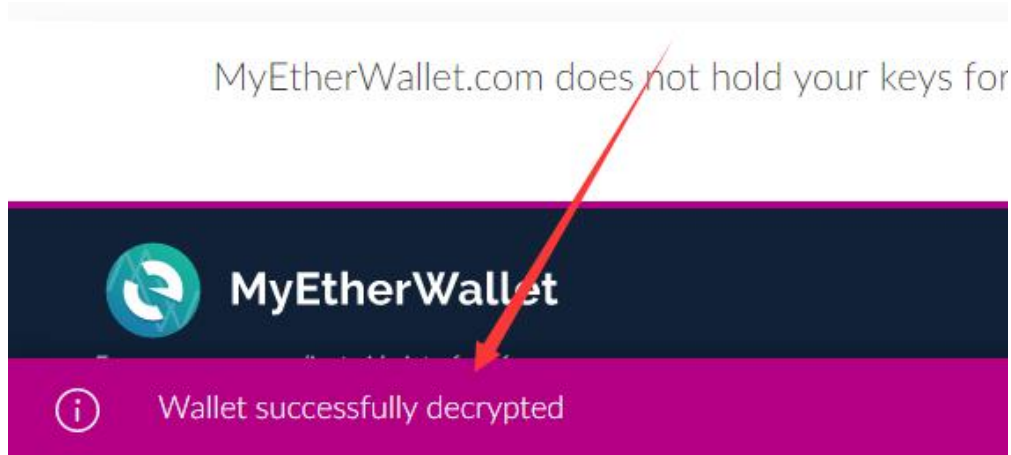 MyEtherWallet.com does not hold your keys for
MyEtherWallet
Wallet successfully decrypted